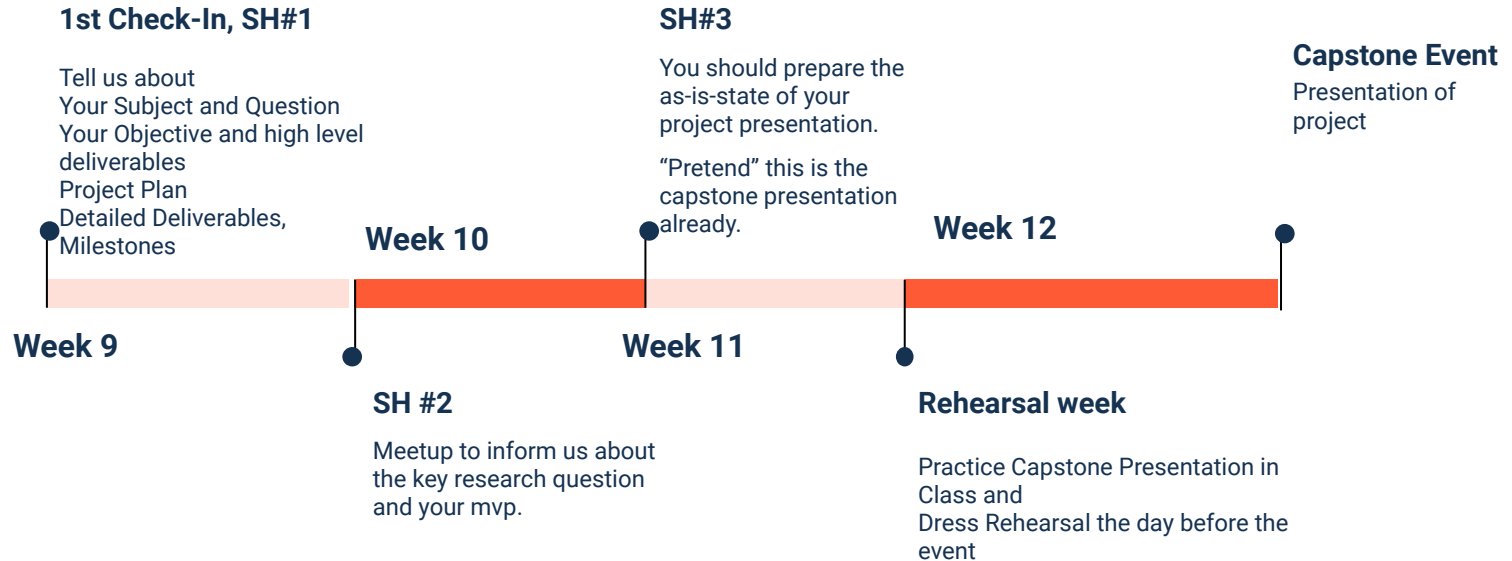 1st Check-In, SH#1
Tell us about
Your Subject and Question
Your Objective and high level
deliverables
Project Plan
Detailed Deliverables,
Milestones
Week 9
Week 10
SH #2
Meetup to inform us about
the key research question
and your mvp.
SH#3
You should prepare the
as-is-state of your
project presentation.
“Pretend” this is the
capstone presentation
already.
Week 11
Week 12
Rehearsal week
Practice Capstone Presentation in
Class and
Dress Rehearsal the day before the
event
Capstone Event
Presentation of
project